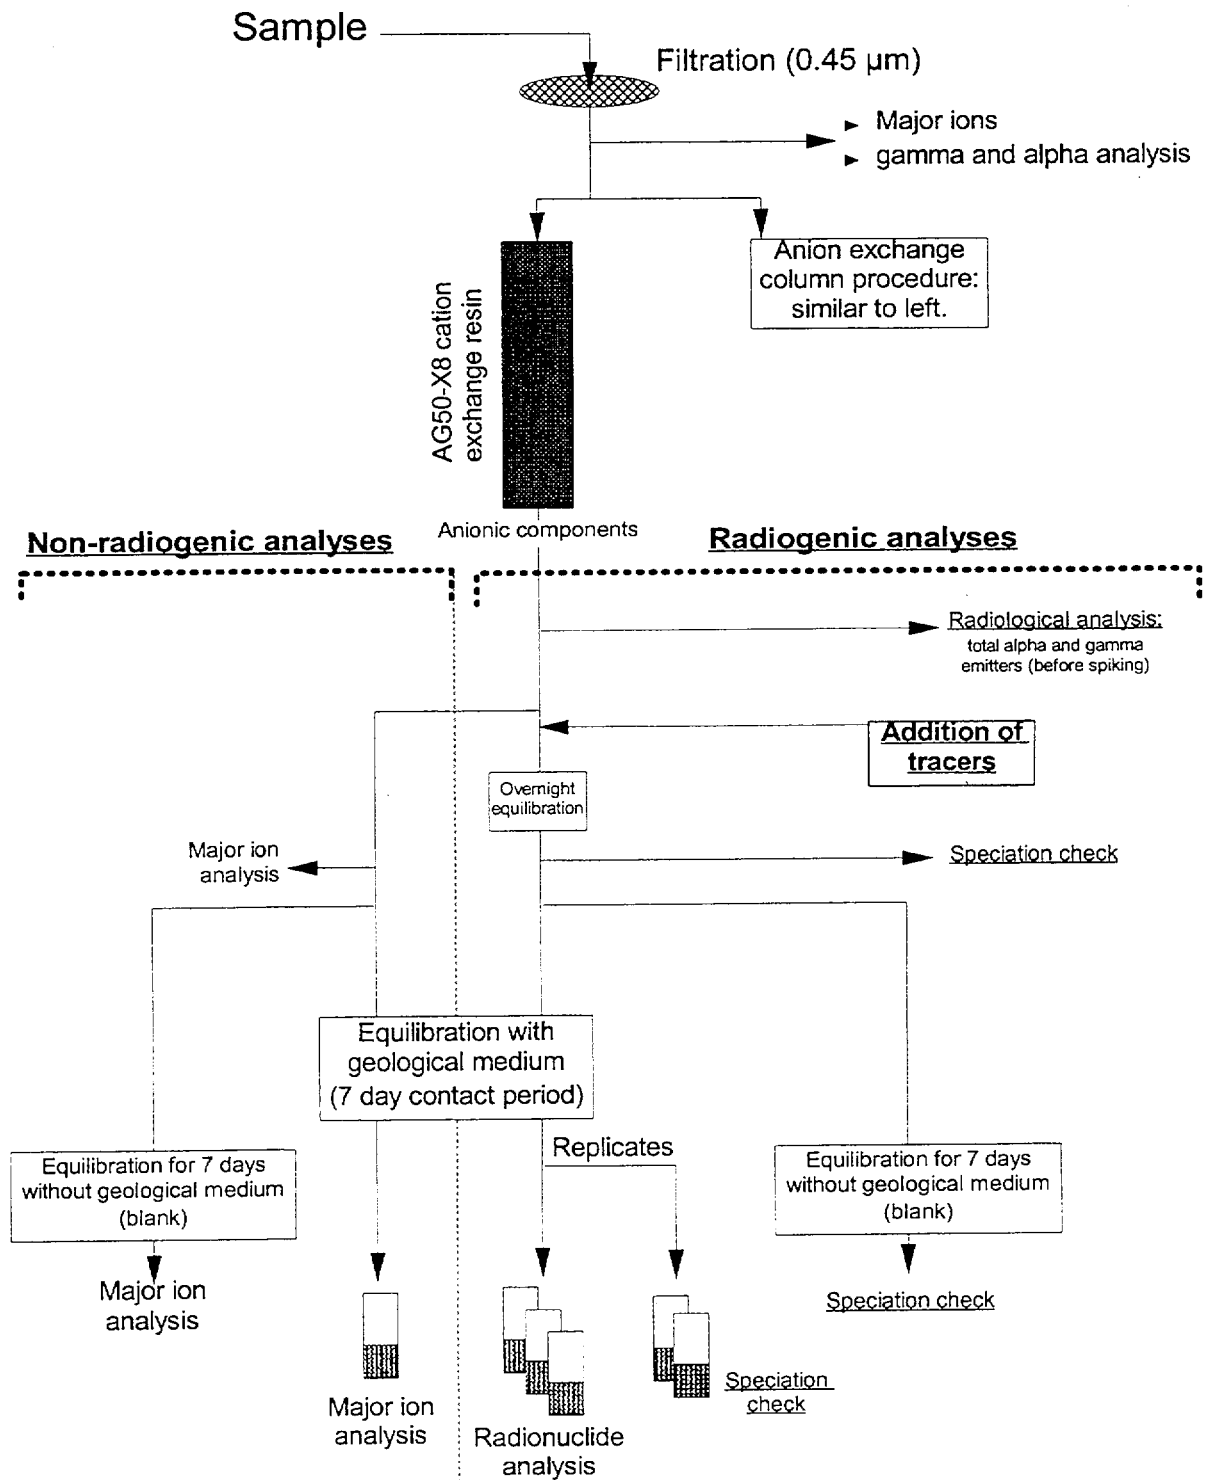 Sample
Filtration (0.45 µm)
► Major ions
► gamma and alpha analysis
AG50-X8 cation
exchange resin
Anion exchange
column procedure:
similar to left.
Anionic components
Non-radiogenic analyses
Radiogenic analyses
Radiological analysis:
total alpha and gamma
emitters (before spiking)
Addition of
tracers
Overnight
equilibration
Major ion
analysis
Speciation check
Equilibration with
geological medium
(7 day contact period)
Replicates
Equilibration for 7 days
without geological medium
(blank)
Equilibration for 7 days
without geological medium
(blank)
Major ion
analysis
Speciation check
Major ion
analysis
Radionuclide
analysis
Speciation
check